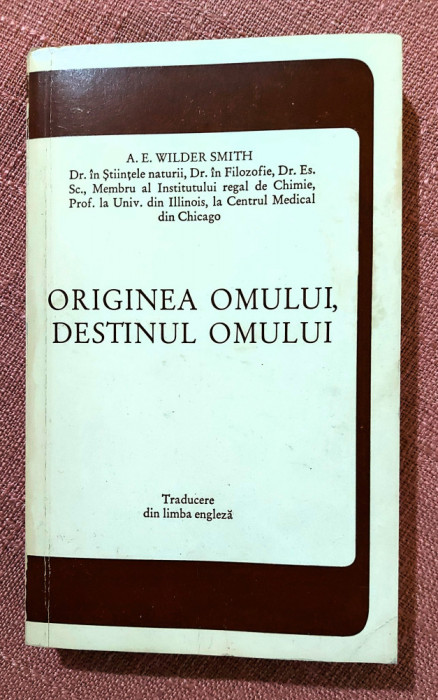 A. E. WILDER SMITH
Dr. în Științele naturii, Dr. în Filozofie, Dr. Es.
Sc., Membru al Institutului regal de Chimie,
Prof. la Univ. din Illinois, la Centrul Medical
din Chicago
ORIGINEA OMULUI,
DESTINUL OMULUI
Traducere
din limba engleză